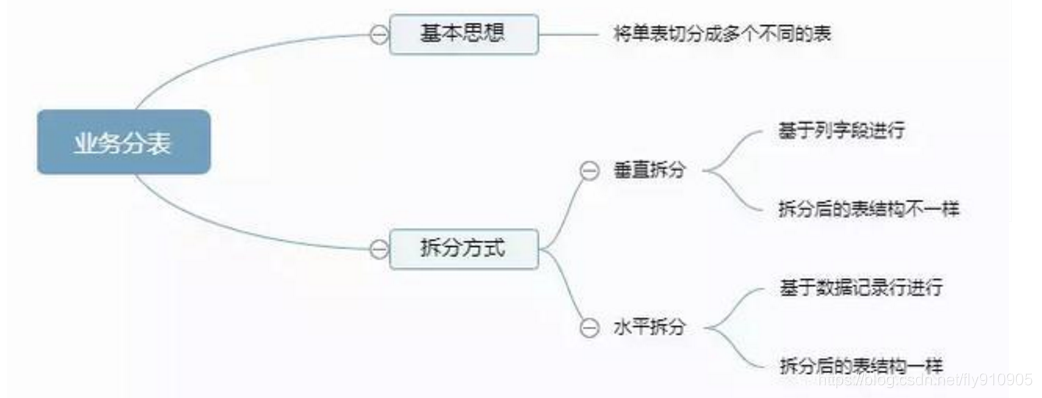 业务分表
基本思想
将单表切分成多个不同的表
拆分方式
垂直拆分
基于列字段进行
拆分后的表结构不一样
水平拆分
基于数据记录行进行
拆分后的表结构一样
https://blog.csdn.net/fly910905